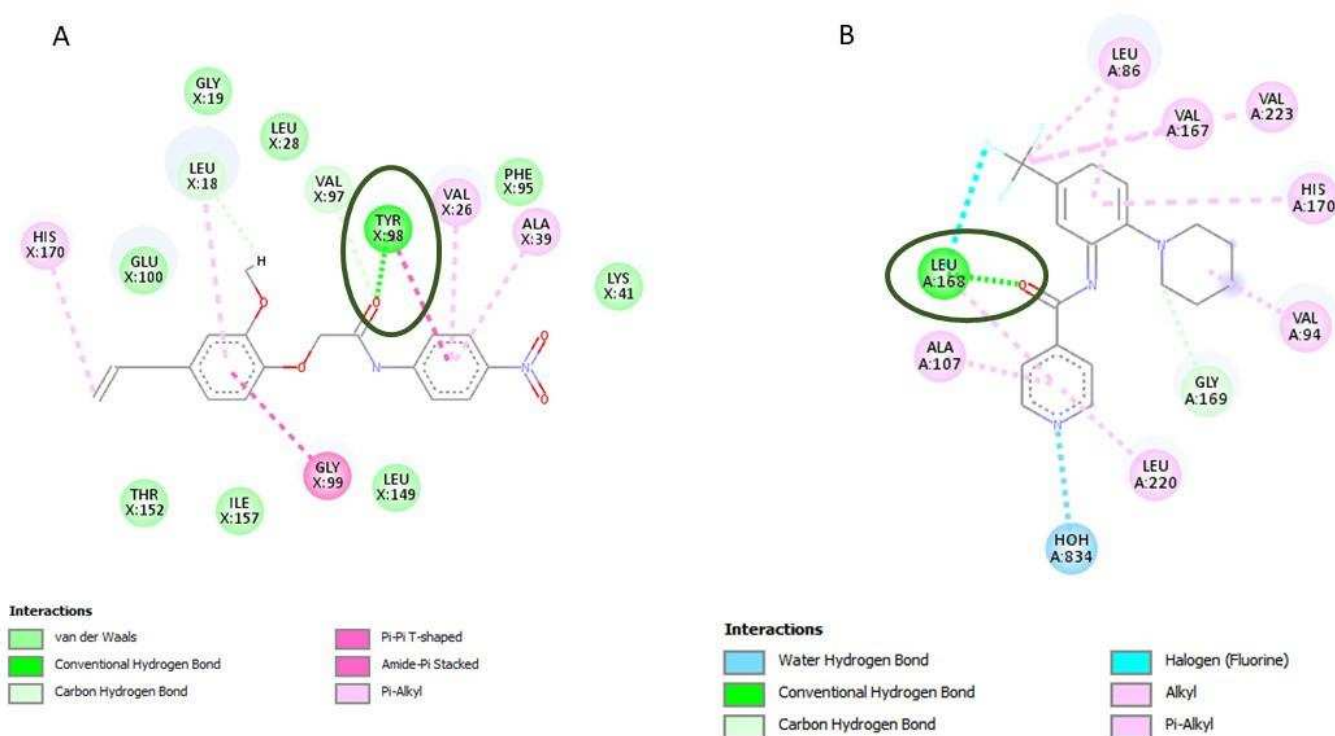 A
GLY
X:19
LEU
X:28
LEU
X:18
VAL
X:97
TYR
X:98
VAL
X:26
PHE
X:95
ALA
X:39
HIS
X:170
GLU
X:100
H
LYS
X:41
O
O
O
N
N
O
O
GLY
X:99
LEU
X:149
THR
X:152
ILE
X:157
Interactions
van der Waals
Conventional Hydrogen Bond
Carbon Hydrogen Bond
Pi-Pi T-shaped
Amide-Pi Stacked
Pi-Alkyl
B
LEU
A:86
VAL
A:167
VAL
A:223
HIS
A:170
LEU
A:168
O
N
N
VAL
A:94
ALA
A:107
GLY
A:169
N
LEU
A:220
HOH
A:834
Interactions
Water Hydrogen Bond
Conventional Hydrogen Bond
Carbon Hydrogen Bond
Halogen (Fluorine)
Alkyl
Pi-Alkyl